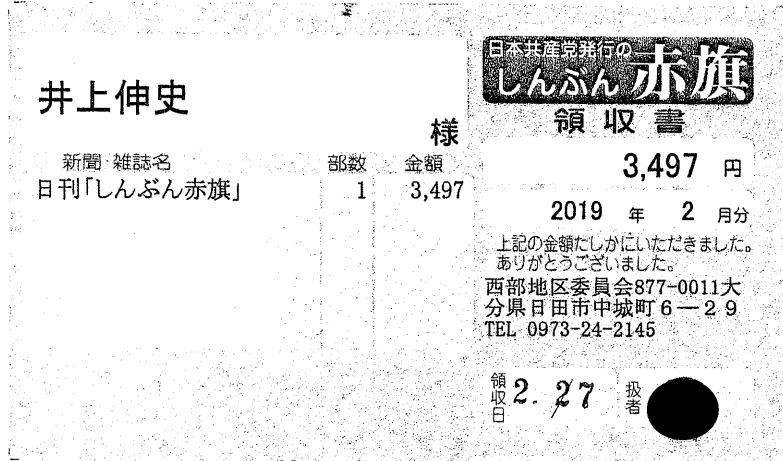 井上伸史
様
新聞・雑誌名 部数 金額
日刊「しんぶん赤旗」 1 3,497
日本共産党発行の
しんぶん赤旗
領収書
3,497 円
2019 年 2 月分
上記の金額たしかにいただきました。
ありがとうございました。
西部地区委員会877-0011大
分県日田市中城町6―29
TEL 0973-24-2145
領収日 2. 27 扱者